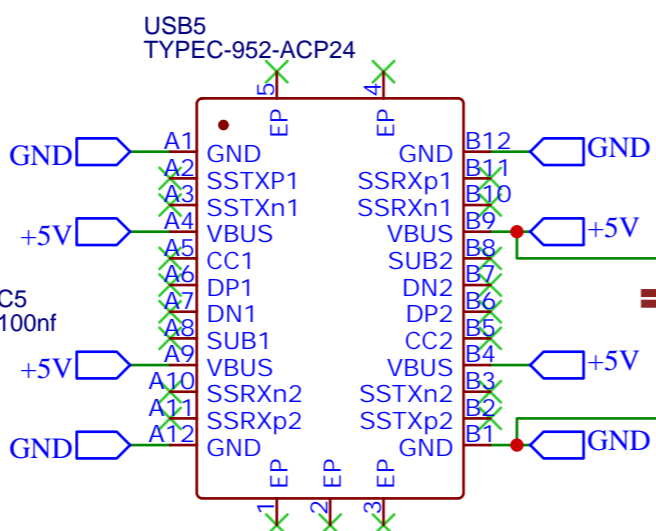 USB5
TYPEC-952-ACP24
5 4
EP EP
GND A1 GND GND B12 GND
A2 SSTXP1 SSRXp1 B11
A3 SSTXn1 SSRXn1 B10
+5V A4 VBUS VBUS B9 +5V
A5 CC1 SUB2 B8
A6 DP1 DN2 B7
C5 A7 DN1 DP2 B6
100nf A8 SUB1 CC2 B5
+5V A9 VBUS VBUS B4 +5V
A10 SSRXn2 SSTXn2 B3
A11 SSRXp2 SSTXp2 B2
GND A12 GND GND B1 GND
EP EP EP
1 2 3